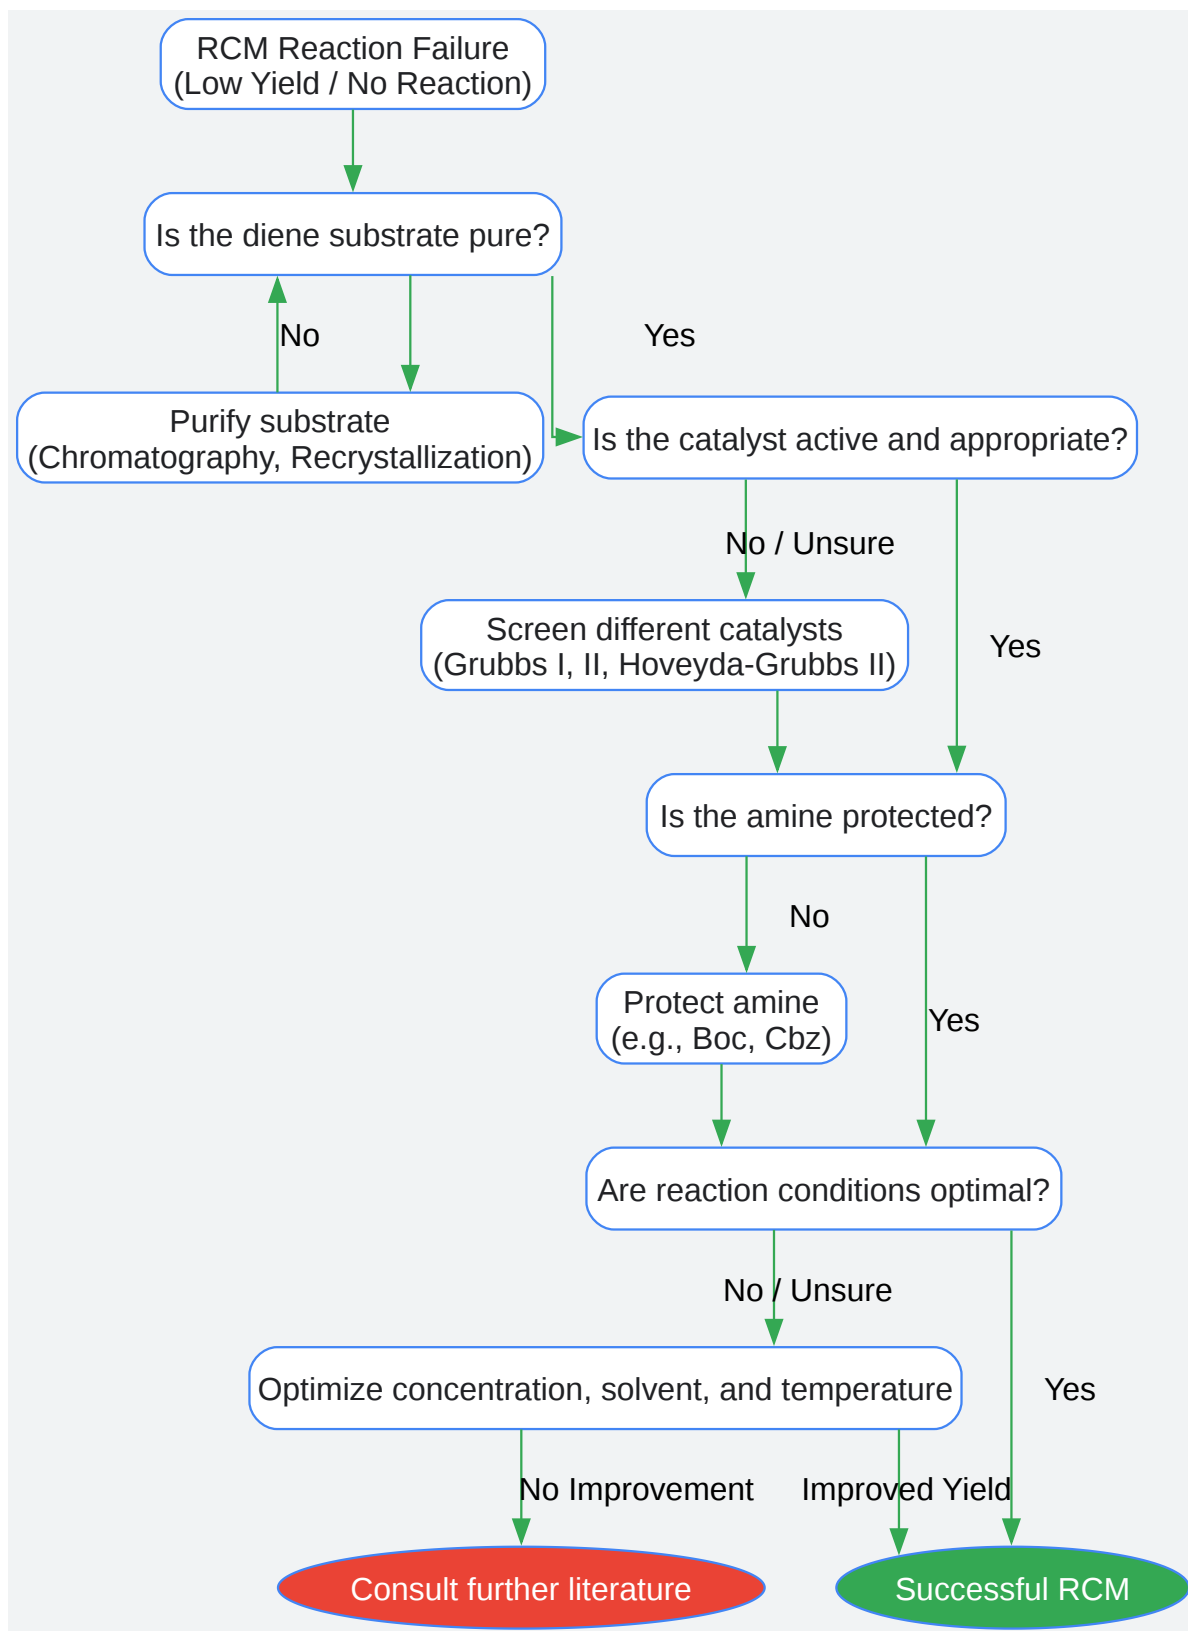 RCM Reaction Failure
(Low Yield / No Reaction)
Is the diene substrate pure?
No
Yes
Purify substrate
(Chromatography, Recrystallization)
Is the catalyst active and appropriate?
No / Unsure
Screen different catalysts
(Grubbs I, II, Hoveyda-Grubbs II)
Yes
Is the amine protected?
No
Protect amine
(e.g., Boc, Cbz)
Yes
Are reaction conditions optimal?
No / Unsure
Optimize concentration, solvent, and temperature
Yes
No Improvement
Improved Yield
Consult further literature
Successful RCM